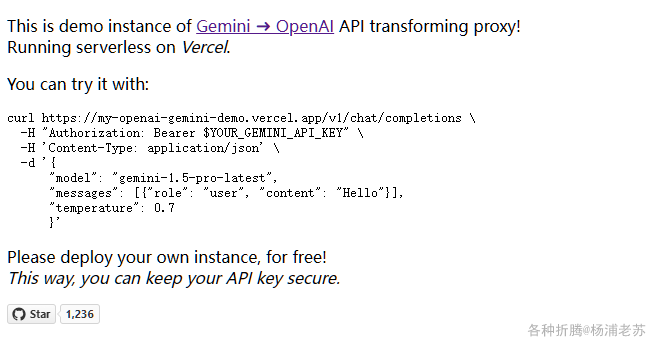 This is demo instance of Gemini → OpenAI API transforming proxy!
Running serverless on Vercel.
You can try it with:
curl https://my-openai-gemini-demo.vercel.app/v1/chat/completions \
  -H "Authorization: Bearer $YOUR_GEMINI_API_KEY" \
  -H 'Content-Type: application/json' \
  -d '{
      "model": "gemini-1.5-pro-latest",
      "messages": [{"role": "user", "content": "Hello"}],
      "temperature": 0.7
      }'
Please deploy your own instance, for free!
This way, you can keep your API key secure.
Star 1,236
各种折腾@杨浦老苏